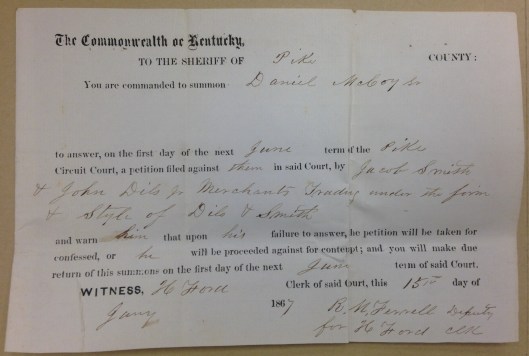 The Commonwealth of Kentucky,
TO THE SHERIFF OF Pike COUNTY:
You are commanded to summon Daniel McCoy Sr
to answer, on the first day of the next June term of the Pike
Circuit Court, a petition filed against them in said Court, by Jacob Smith
& John Dils Jr Merchants Trading under the form
& Style of Dils & Smith
and warn him that upon his failure to answer, he petition will be taken for
confessed, or he will be proceeded against for contempt; and you will make due
return of this summons on the first day of the next June term of said Court.
WITNESS, H Ford Clerk of said Court, this 15th day of
Jany 1867 R. M. Ferrell Deputy
for H Ford Clk